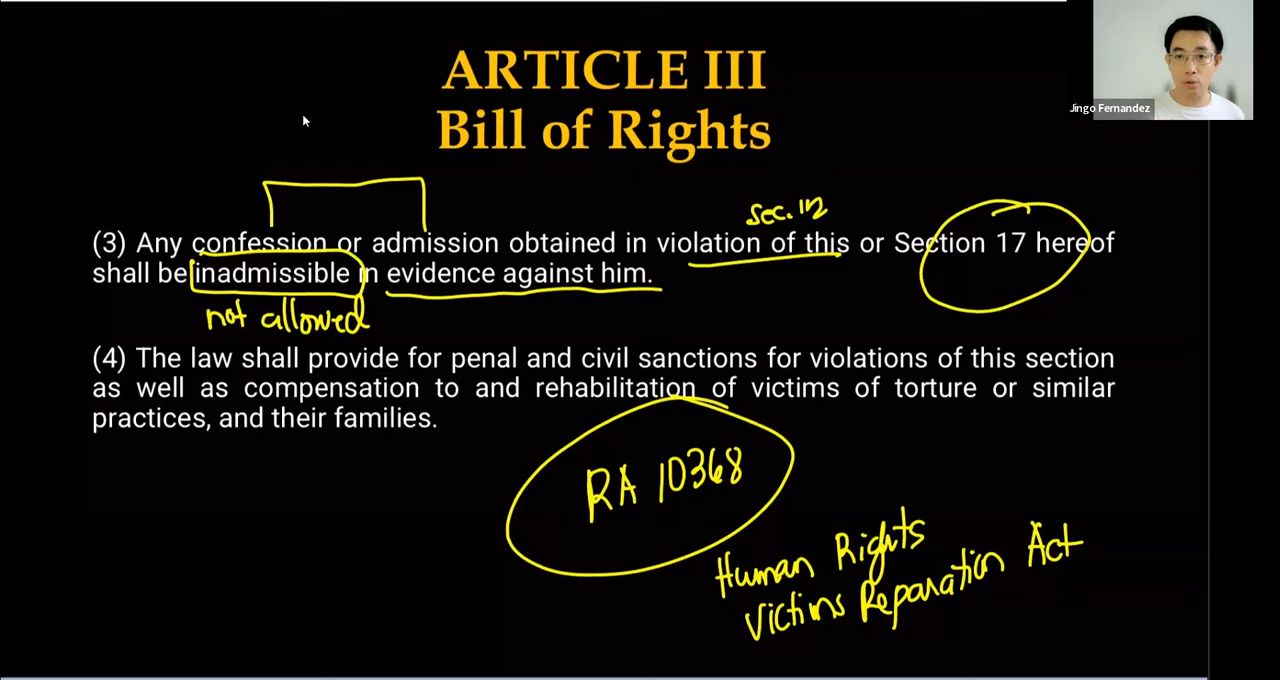 ARTICLE III
Bill of Rights
Jingo Fernandez
sec. 12
(3) Any confession or admission obtained in violation of this or Section 17 hereof
shall be inadmissible in evidence against him.
not allowed
(4) The law shall provide for penal and civil sanctions for violations of this section
as well as compensation to and rehabilitation of victims of torture or similar
practices, and their families.
RA 10368
Human Rights
Victims Reparation Act